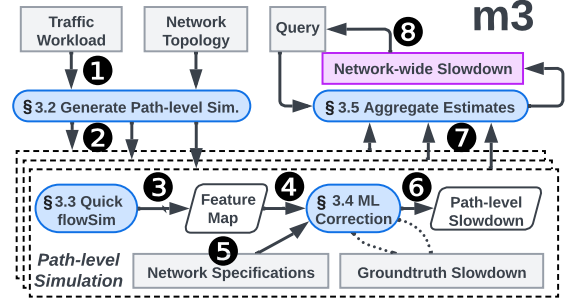 Traffic
Workload
Network
Topology
Query
8
m3
1
Network-wide Slowdown
§ 3.2 Generate Path-level Sim.
§ 3.5 Aggregate Estimates
2
7
§ 3.3 Quick
flowSim
3
Feature
Map
4
§ 3.4 ML
Correction
6
Path-level
Slowdown
5
Path-level
Simulation
Network Specifications
Groundtruth Slowdown